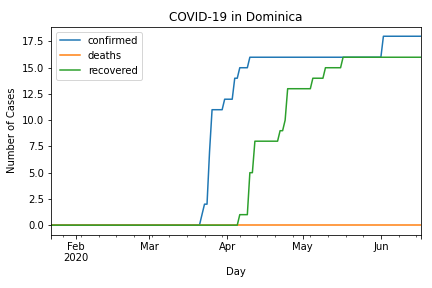 COVID-19 in Dominica
confirmed
deaths
recovered
17.5
15.0
12.5
10.0
7.5
5.0
2.5
0.0
Number of Cases
Feb Mar Apr May Jun
2020
Day